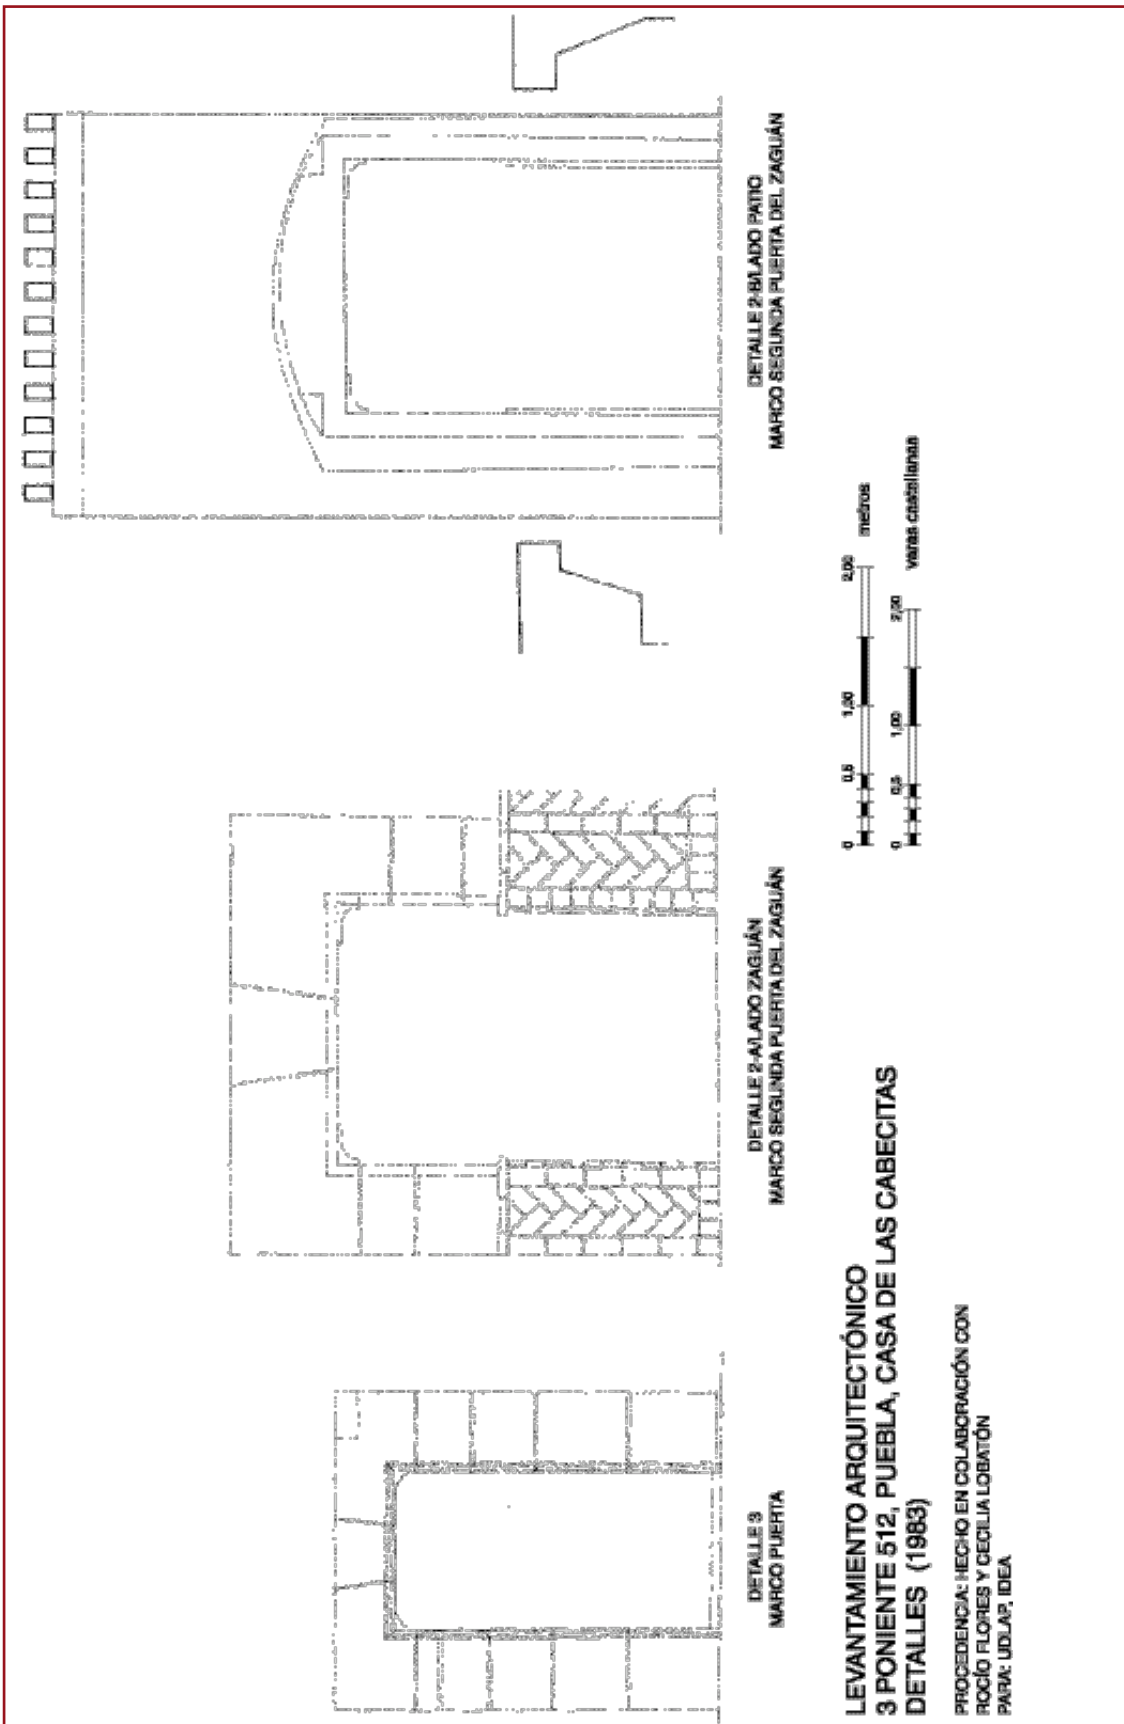 DETALLE 3
MARCO PUERTA
DETALLE 2-A/LADO ZAGUÁN
MARCO SEGUNDA PUERTA DEL ZAGUÁN
DETALLE 2-B/LADO PATIO
MARCO SEGUNDA PUERTA DEL ZAGUÁN
0 0,5 1,00 2,00 metros
0 0,5 1,00 2,00 varas castellanas
LEVANTAMIENTO ARQUITECTÓNICO
3 PONIENTE 512, PUEBLA, CASA DE LAS CABECITAS
DETALLES (1983)
PROCEDENCIA: HECHO EN COLABORACIÓN CON
ROCÍO FLORES Y CECILIA LOBATÓN
PARA: UDLAP, IDEA